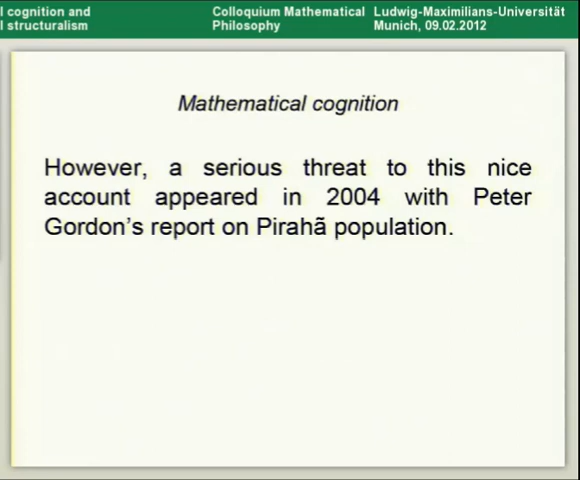 l cognition and
l structuralism
Colloquium Mathematical
Philosophy
Ludwig-Maximilians-Universität
Munich, 09.02.2012
Mathematical cognition
However, a serious threat to this nice
account appeared in 2004 with Peter
Gordon's report on Pirahã population.